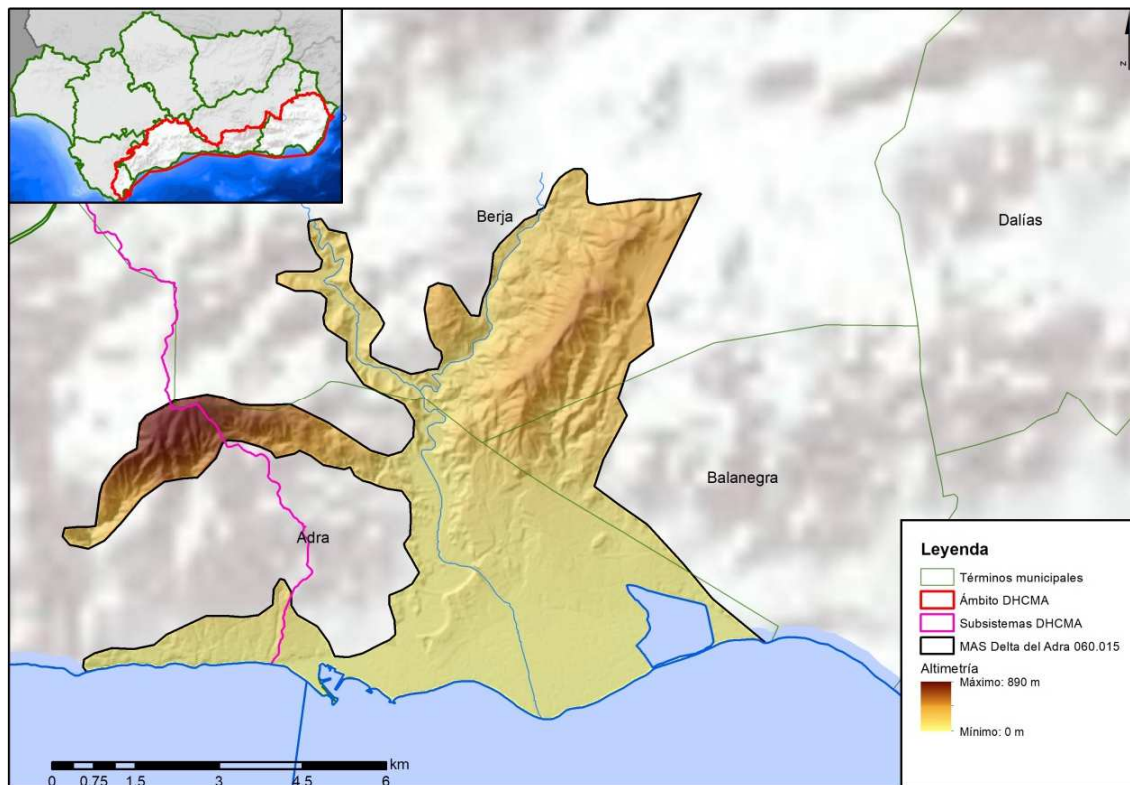 z
Berja
Dalías
Balanegra
Adra
Leyenda
Términos municipales
Ámbito DHCMA
Subsistemas DHCMA
MAS Delta del Adra 060.015
Altimetría
Máximo: 890 m
Mínimo: 0 m
km
0 0.75 1.5 3 4.5 6